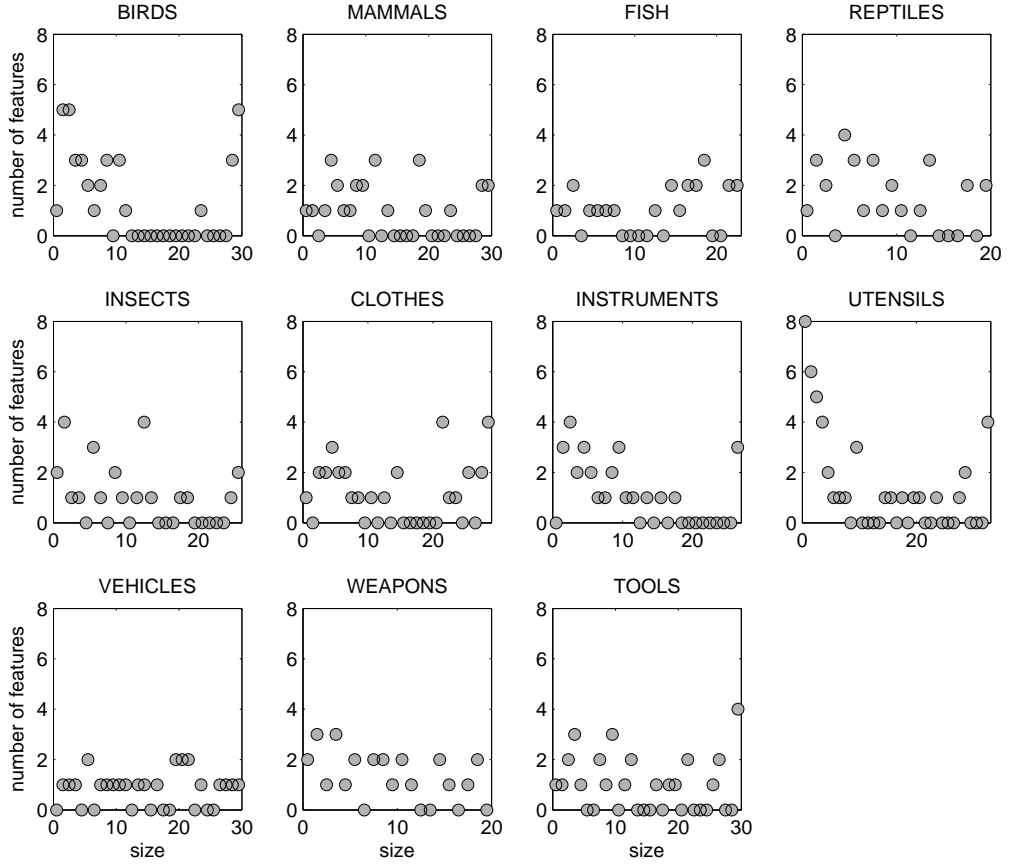 BIRDS MAMMALS FISH REPTILES
number of features
8 8 8 8
6 6 6 6
4 4 4 4
2 2 2 2
0 0 0 0
0 10 20 30 0 10 20 30 0 10 20 0 10 20
INSECTS CLOTHES INSTRUMENTS UTENSILS
number of features
8 8 8 8
6 6 6 6
4 4 4 4
2 2 2 2
0 0 0 0
0 10 20 0 10 20 0 10 20 0 20
VEHICLES WEAPONS TOOLS
number of features
8 8 8
6 6 6
4 4 4
2 2 2
0 0 0
0 10 20 30 0 10 20 0 10 20 30
size size size